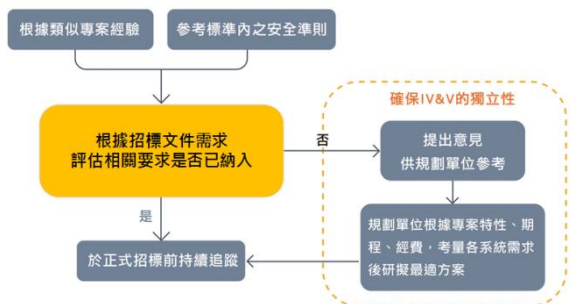 根據類似專案經驗
參考標準內之安全準則
確保IV&V的獨立性
根據招標文件需求
評估相關要求是否已納入
否
提出意見
供規劃單位參考
是
規劃單位根據專案特性、期
程、經費，考量各系統需求
後研擬最適方案
於正式招標前持續追蹤